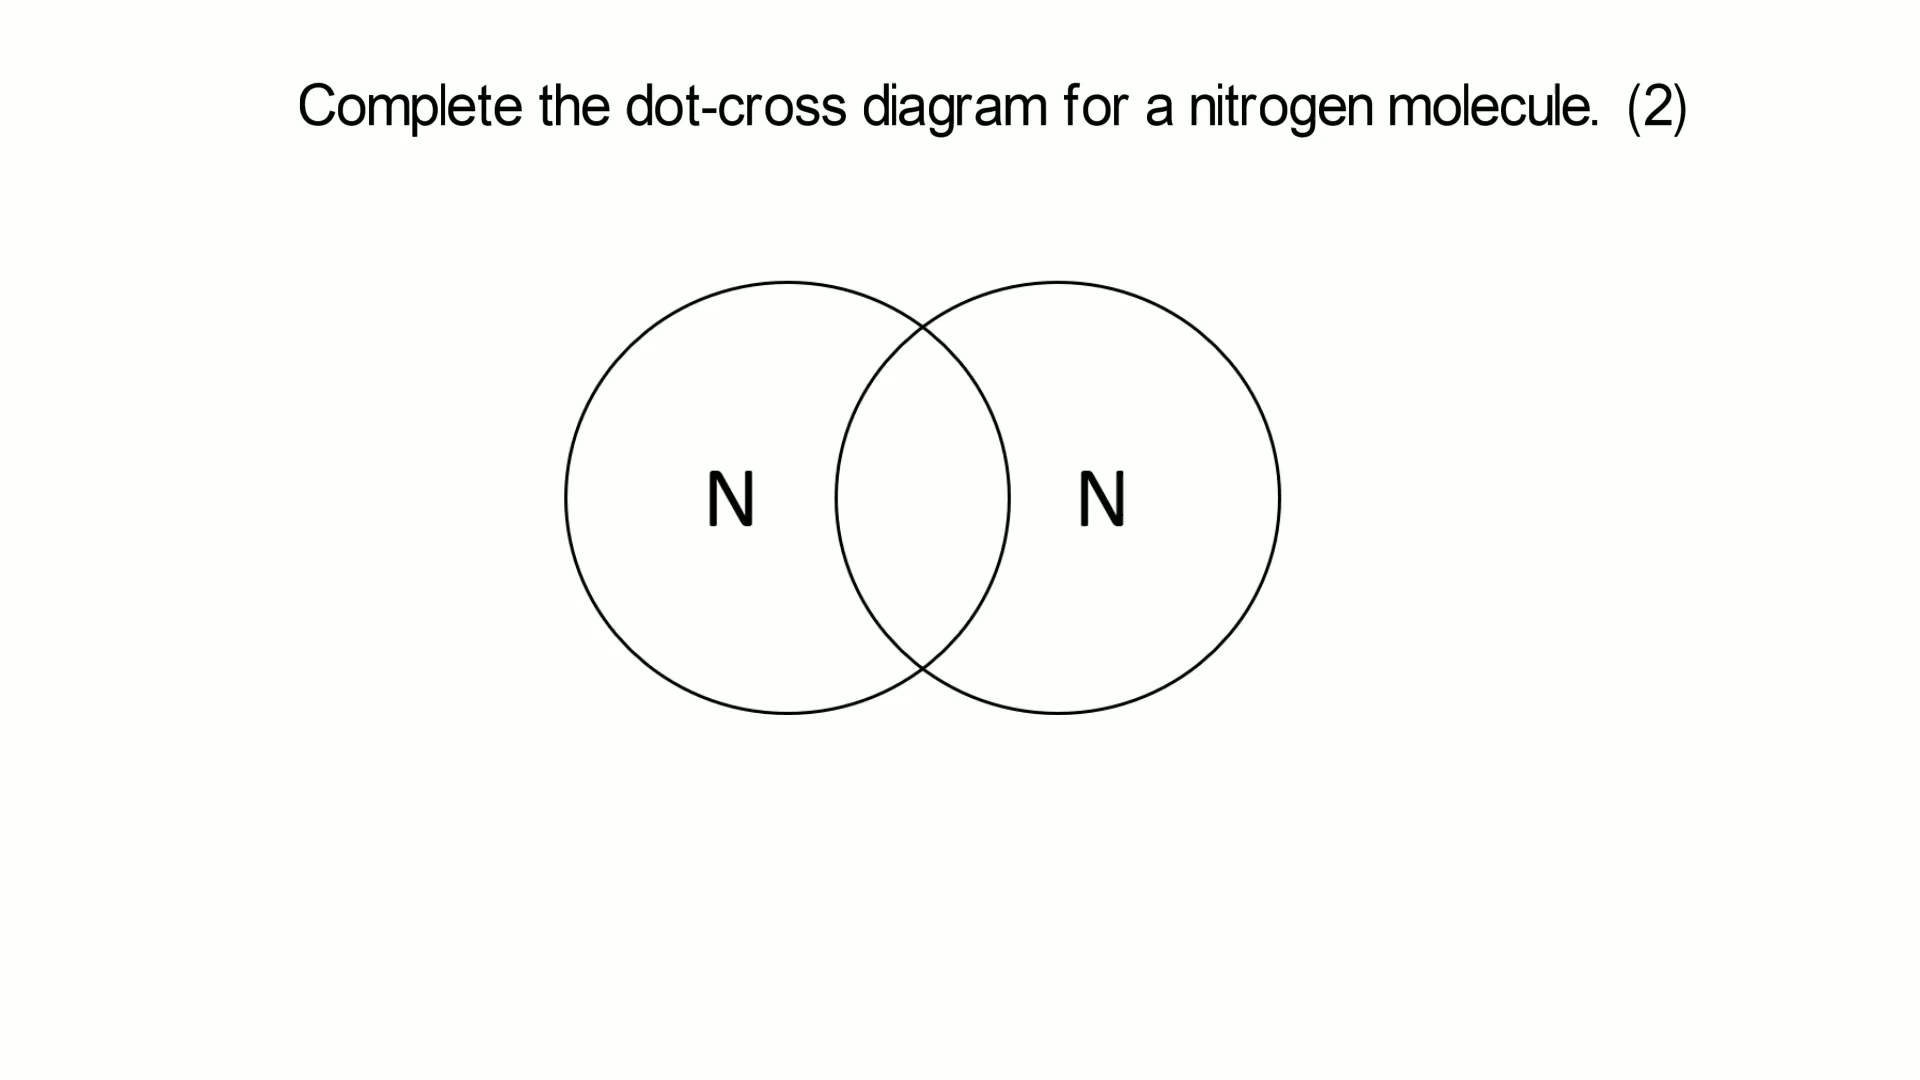 Complete the dot-cross diagram for a nitrogen molecule. (2)
N N